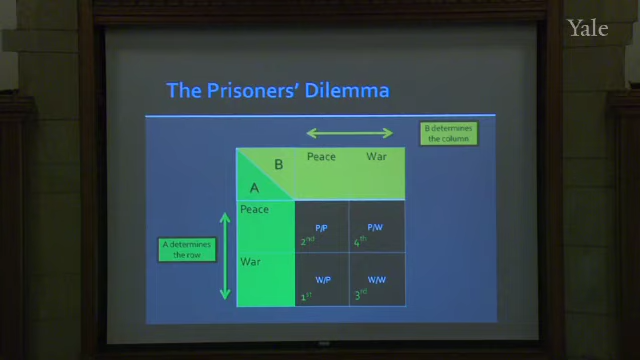 Yale
The Prisoners' Dilemma
B determines
the column
B
Peace
War
A
Peace
P/P
P/W
2nd
4th
A determines
the row
War
W/P
W/W
1st
3rd